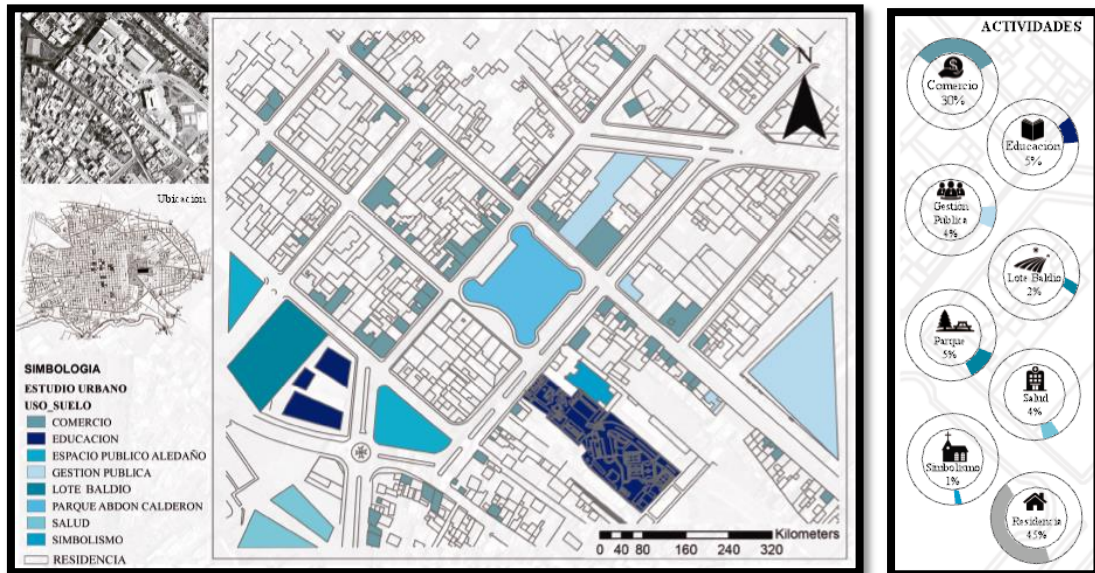 Ubicación
SIMBOLOGIA
ESTUDIO URBANO
USO_SUELO
COMERCIO
EDUCACION
ESPACIO PUBLICO ALEDAÑO
GESTION PUBLICA
LOTE BALDIO
PARQUE ABDON CALDERON
SALUD
SIMBOLISMO
RESIDENCIA
N
Kilometers
0 40 80 160 240 320
ACTIVIDADES
Comercio
30%
Educación
5%
Gestión
Pública
4%
Lote Baldío
2%
Parque
5%
Salud
4%
Simbolismo
1%
Residencia
45%